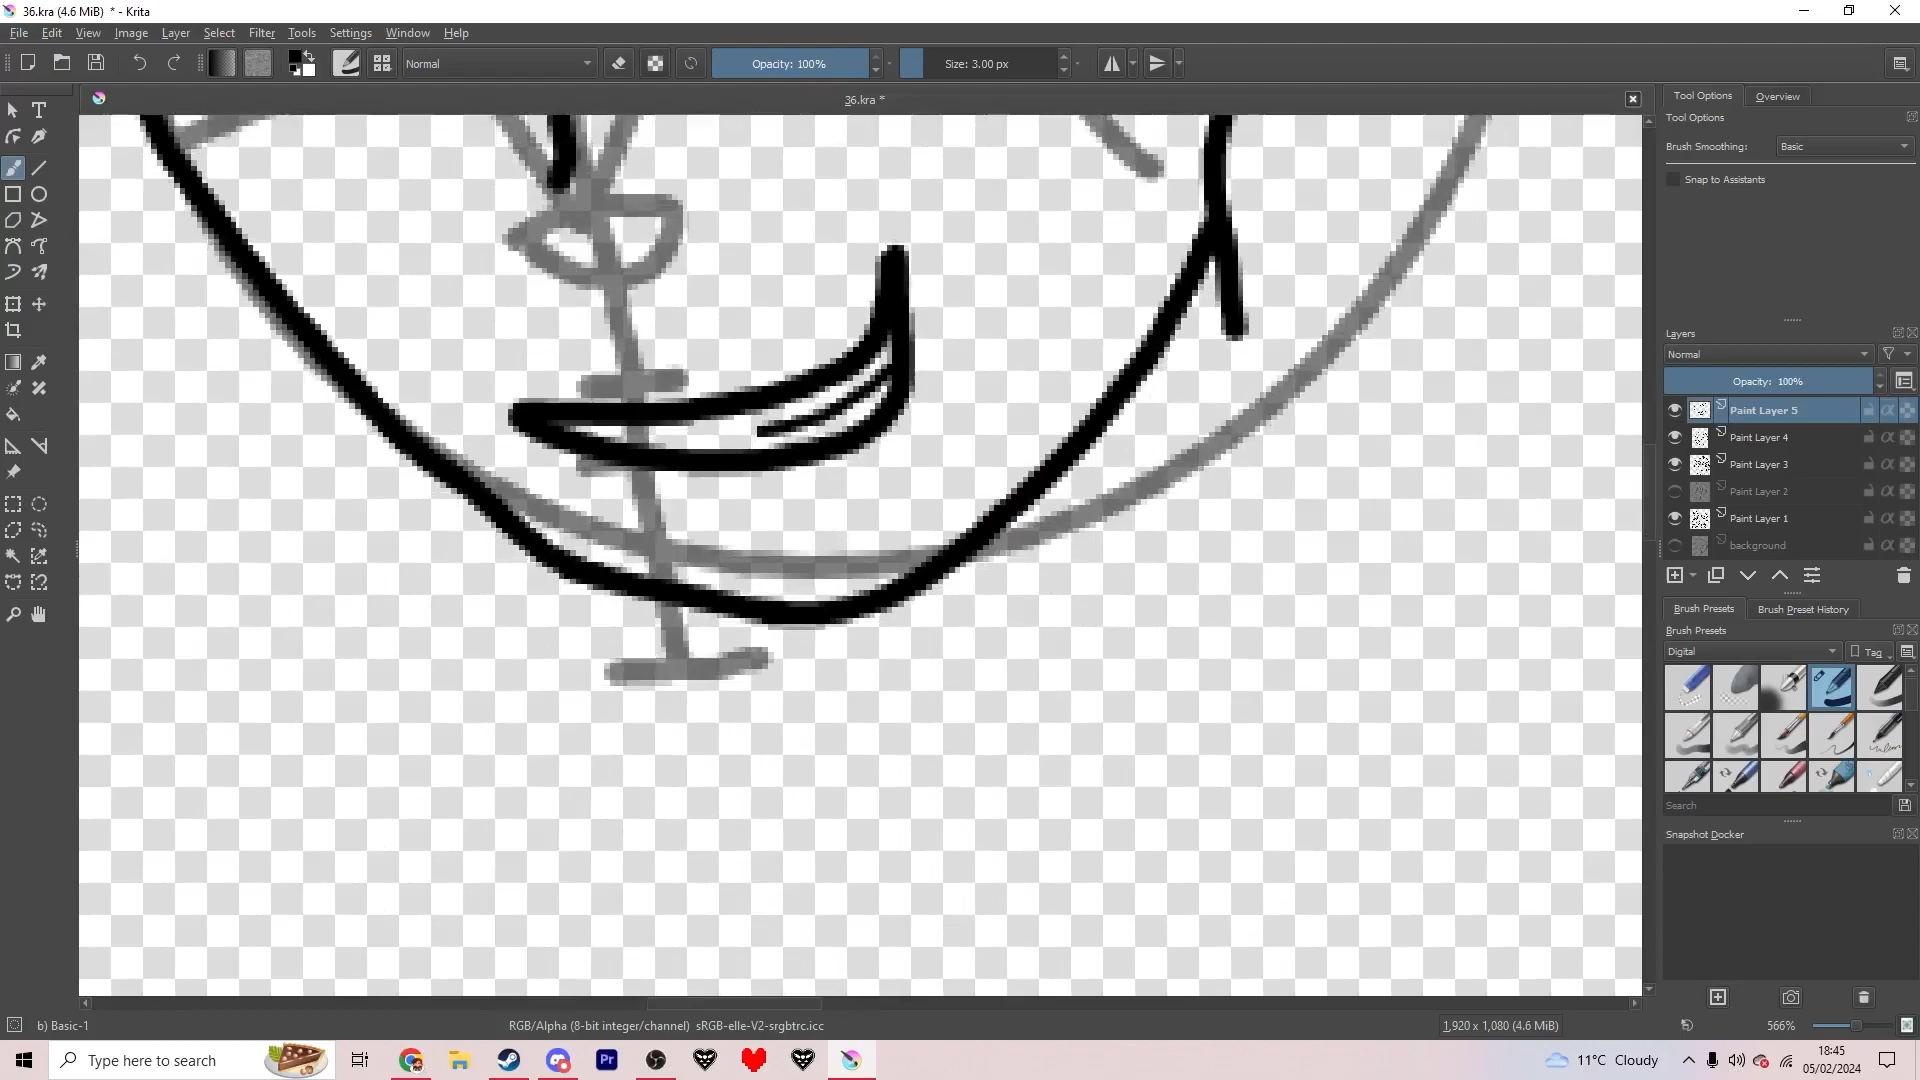 36.kra (4.6 MiB) * - Krita
File Edit View Image Layer Select Filter Tools Settings Window Help
Normal Opacity: 100% Size: 3.00 px
36.kra *
Tool Options Overview
Tool Options
Brush Smoothing: Basic
Snap to Assistants
Layers
Normal
Opacity: 100%
Paint Layer 5
Paint Layer 4
Paint Layer 3
Paint Layer 2
Paint Layer 1
background
Brush Presets Brush Preset History
Brush Presets
Digital Tag
Search
Snapshot Docker
b) Basic-1 RGB/Alpha (8-bit integer/channel) sRGB-elle-V2-srgbtrc.icc 1,920 x 1,080 (4.6 MiB) 566%
Type here to search Pr 11°C Cloudy 18:45
05/02/2024